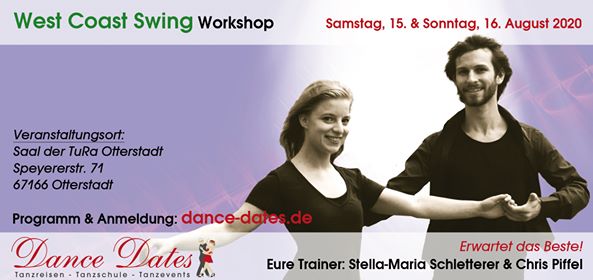 West Coast Swing Workshop
Samstag, 15. & Sonntag, 16. August 2020
Veranstaltungsort:
Saal der TuRa Otterstadt
Speyererstr. 71
67166 Otterstadt
Programm & Anmeldung: dance-dates.de
Dance Dates
Tanzreisen - Tanzschule - Tanzevents
Erwartet das Beste!
Eure Trainer: Stella-Maria Schletterer & Chris Piffel